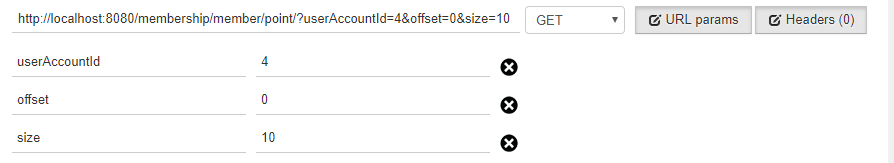 http://localhost:8080/membership/member/point/?userAccountId=4&offset=0&size=10 GET URL params Headers (0)
userAccountId 4
offset 0
size 10